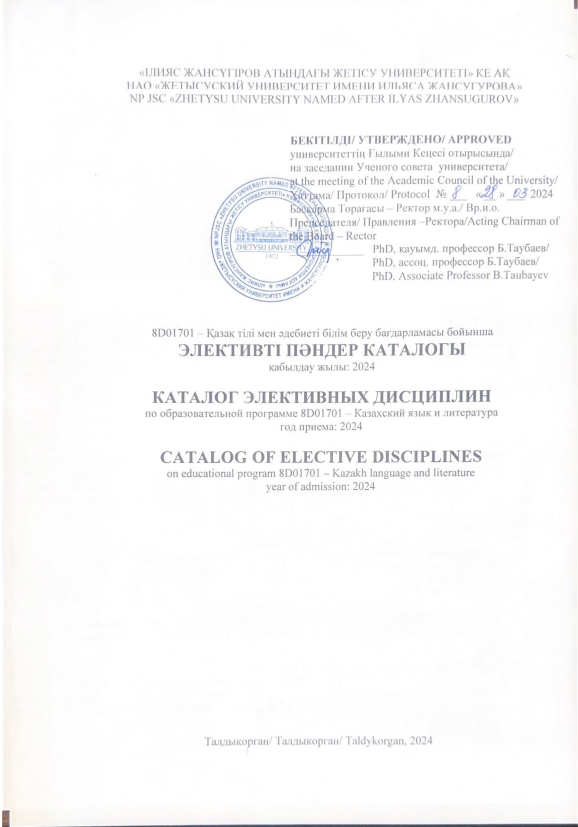 «ІЛИЯС ЖАНСҮГІРОВ АТЫНДАҒЫ ЖЕТІСУ УНИВЕРСИТЕТІ» КЕ АҚ
НАО «ЖЕТЫСУСКИЙ УНИВЕРСИТЕТ ИМЕНИ ИЛЬЯСА ЖАНСУГУРОВА»
NP JSC «ZHETYSU UNIVERSITY NAMED AFTER ILYAS ZHANSUGUROV»
БЕКІТІЛДІ/ УТВЕРЖДЕНО/ APPROVED
университеттің Ғылыми Кеңесі отырысында/
на заседании Ученого совета университета/
at the meeting of the Academic Council of the University/
Хаттама/ Протокол/ Protocol № 8 «28» 03 2024
Басқарма Төрағасы – Ректор м.у.а./ Вр.и.о.
Председателя/ Правления –Ректора/Acting Chairman of
the Board – Rector
PhD, қауымд. профессор Б.Таубаев/
PhD, ассоц. профессор Б.Таубаев/
PhD, Associate Professor B.Taubayev
ZHETYSU UNIVERSITY
1972
8D01701 – Қазақ тілі мен әдебиеті білім беру бағдарламасы бойынша
ЭЛЕКТИВТІ ПӘНДЕР КАТАЛОГЫ
қабылдау жылы: 2024
КАТАЛОГ ЭЛЕКТИВНЫХ ДИСЦИПЛИН
по образовательной программе 8D01701 – Казахский язык и литература
год приема: 2024
CATALOG OF ELECTIVE DISCIPLINES
on educational program 8D01701 – Kazakh language and literature
year of admission: 2024
Талдықорған/ Талдыкорган/ Taldykorgan, 2024